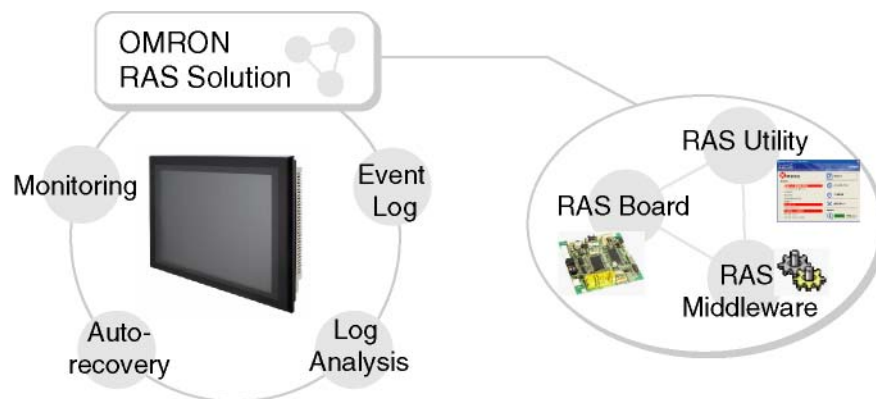 OMRON
RAS Solution
Monitoring
Event
Log
Auto-
recovery
Log
Analysis
RAS Utility
RAS Board
RAS
Middleware